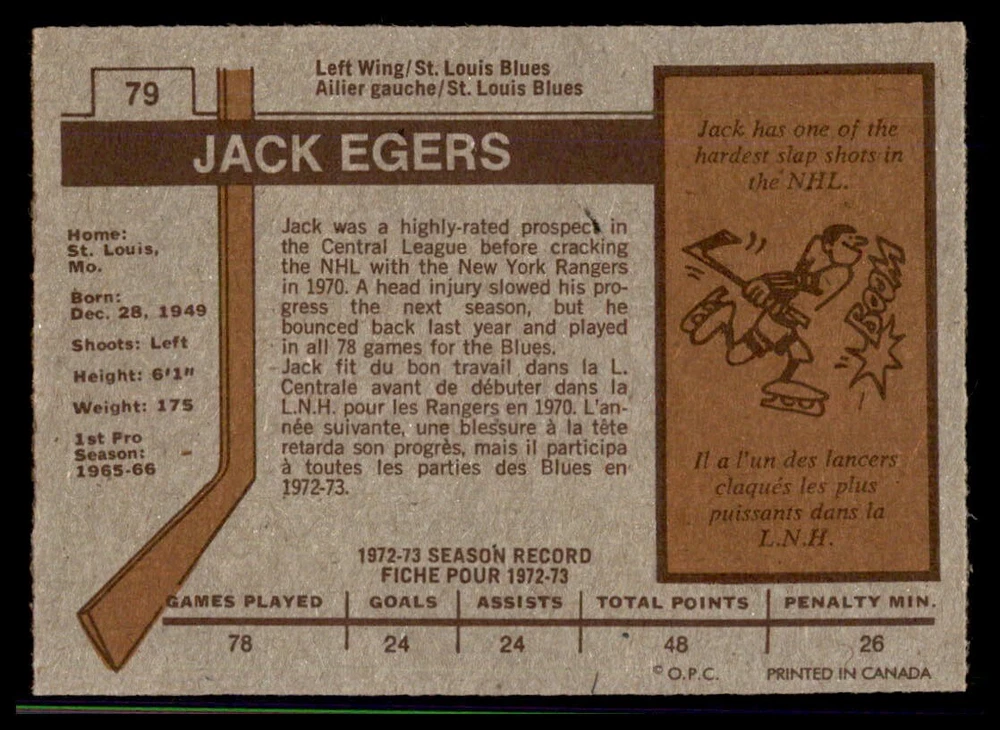 79
Left Wing/St. Louis Blues
Ailier gauche/St. Louis Blues
JACK EGERS
Home:
St. Louis,
Mo.
Born:
Dec. 28, 1949
Shoots: Left
Height: 6'1"
Weight: 175
1st Pro
Season:
1965-66
Jack was a highly-rated prospect in
the Central League before cracking
the NHL with the New York Rangers
in 1970. A head injury slowed his pro-
gress the next season, but he
bounced back last year and played
in all 78 games for the Blues.
Jack fit du bon travail dans la L.
Centrale avant de débuter dans la
L.N.H. pour les Rangers en 1970. L'an-
née suivante, une blessure à la tête
retarda son progrès, mais il participa
à toutes les parties des Blues en
1972-73.
Jack has one of the
hardest slap shots in
the NHL.
BOOM
Il a l'un des lancers
claqués les plus
puissants dans la
L.N.H.
1972-73 SEASON RECORD
FICHE POUR 1972-73
GAMES PLAYED GOALS ASSISTS TOTAL POINTS PENALTY MIN.
78 24 24 48 26
© O.P.C. PRINTED IN CANADA